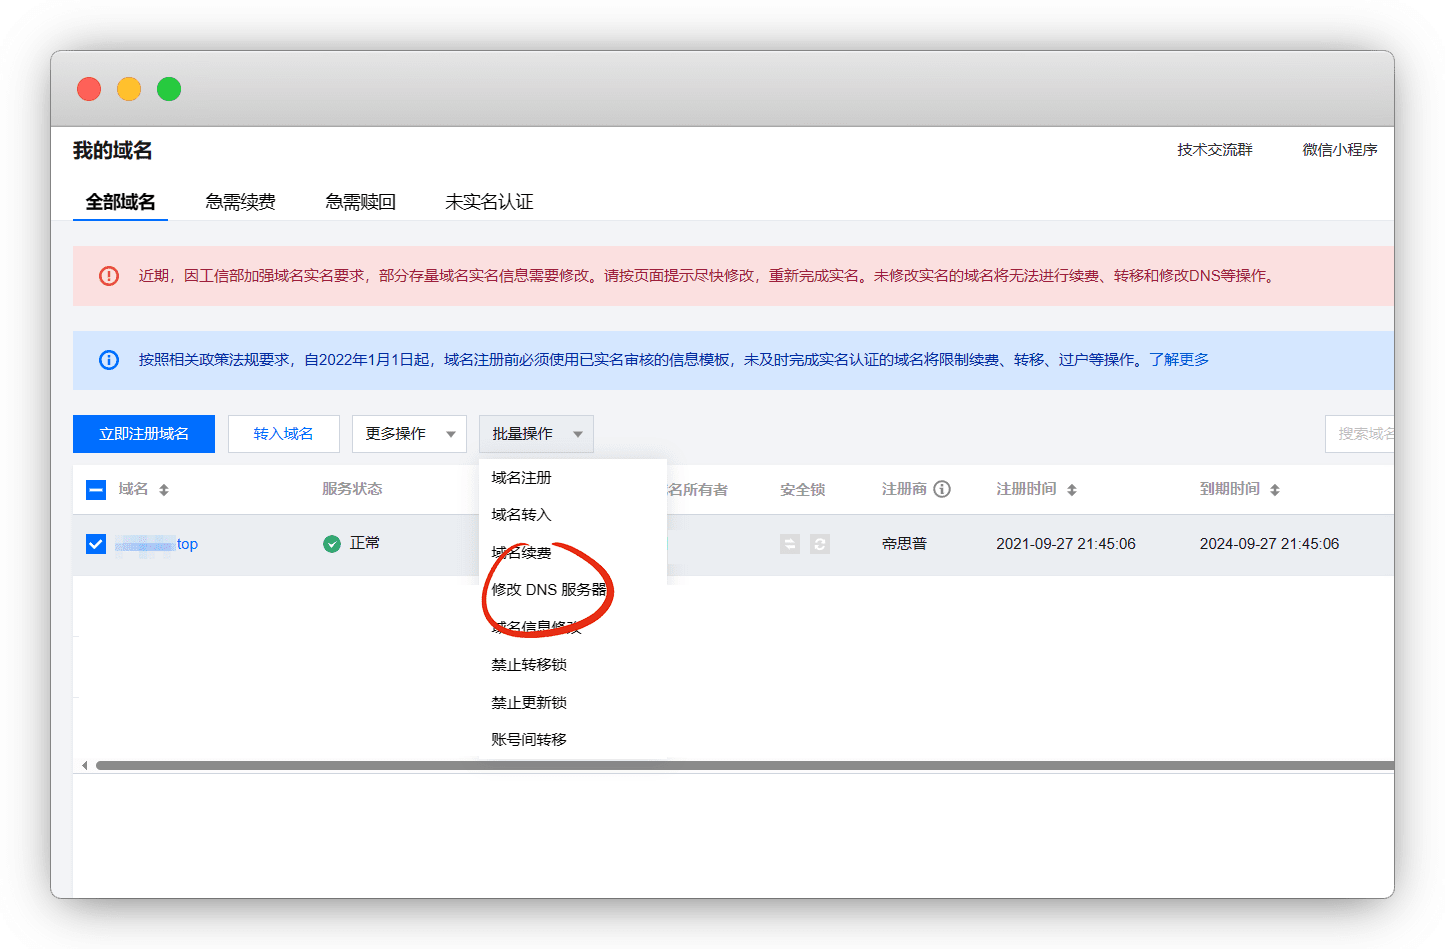 我的域名
技术交流群
微信小程序
全部域名
急需续费
急需赎回
未实名认证
近期，因工信部加强域名实名要求，部分存量域名实名信息需要修改。请按页面提示尽快修改，重新完成实名。未修改实名的域名将无法进行续费、转移和修改DNS等操作。
按照相关政策法规要求，自2022年1月1日起，域名注册前必须使用已实名审核的信息模板，未及时完成实名认证的域名将限制续费、转移、过户等操作。了解更多
立即注册域名
转入域名
更多操作
批量操作
搜索域名
域名
服务状态
名所有者
安全锁
注册商
注册时间
到期时间
top
正常
帝思普
2021-09-27 21:45:06
2024-09-27 21:45:06
域名注册
域名转入
域名续费
修改 DNS 服务器
域名信息修改
禁止转移锁
禁止更新锁
账号间转移